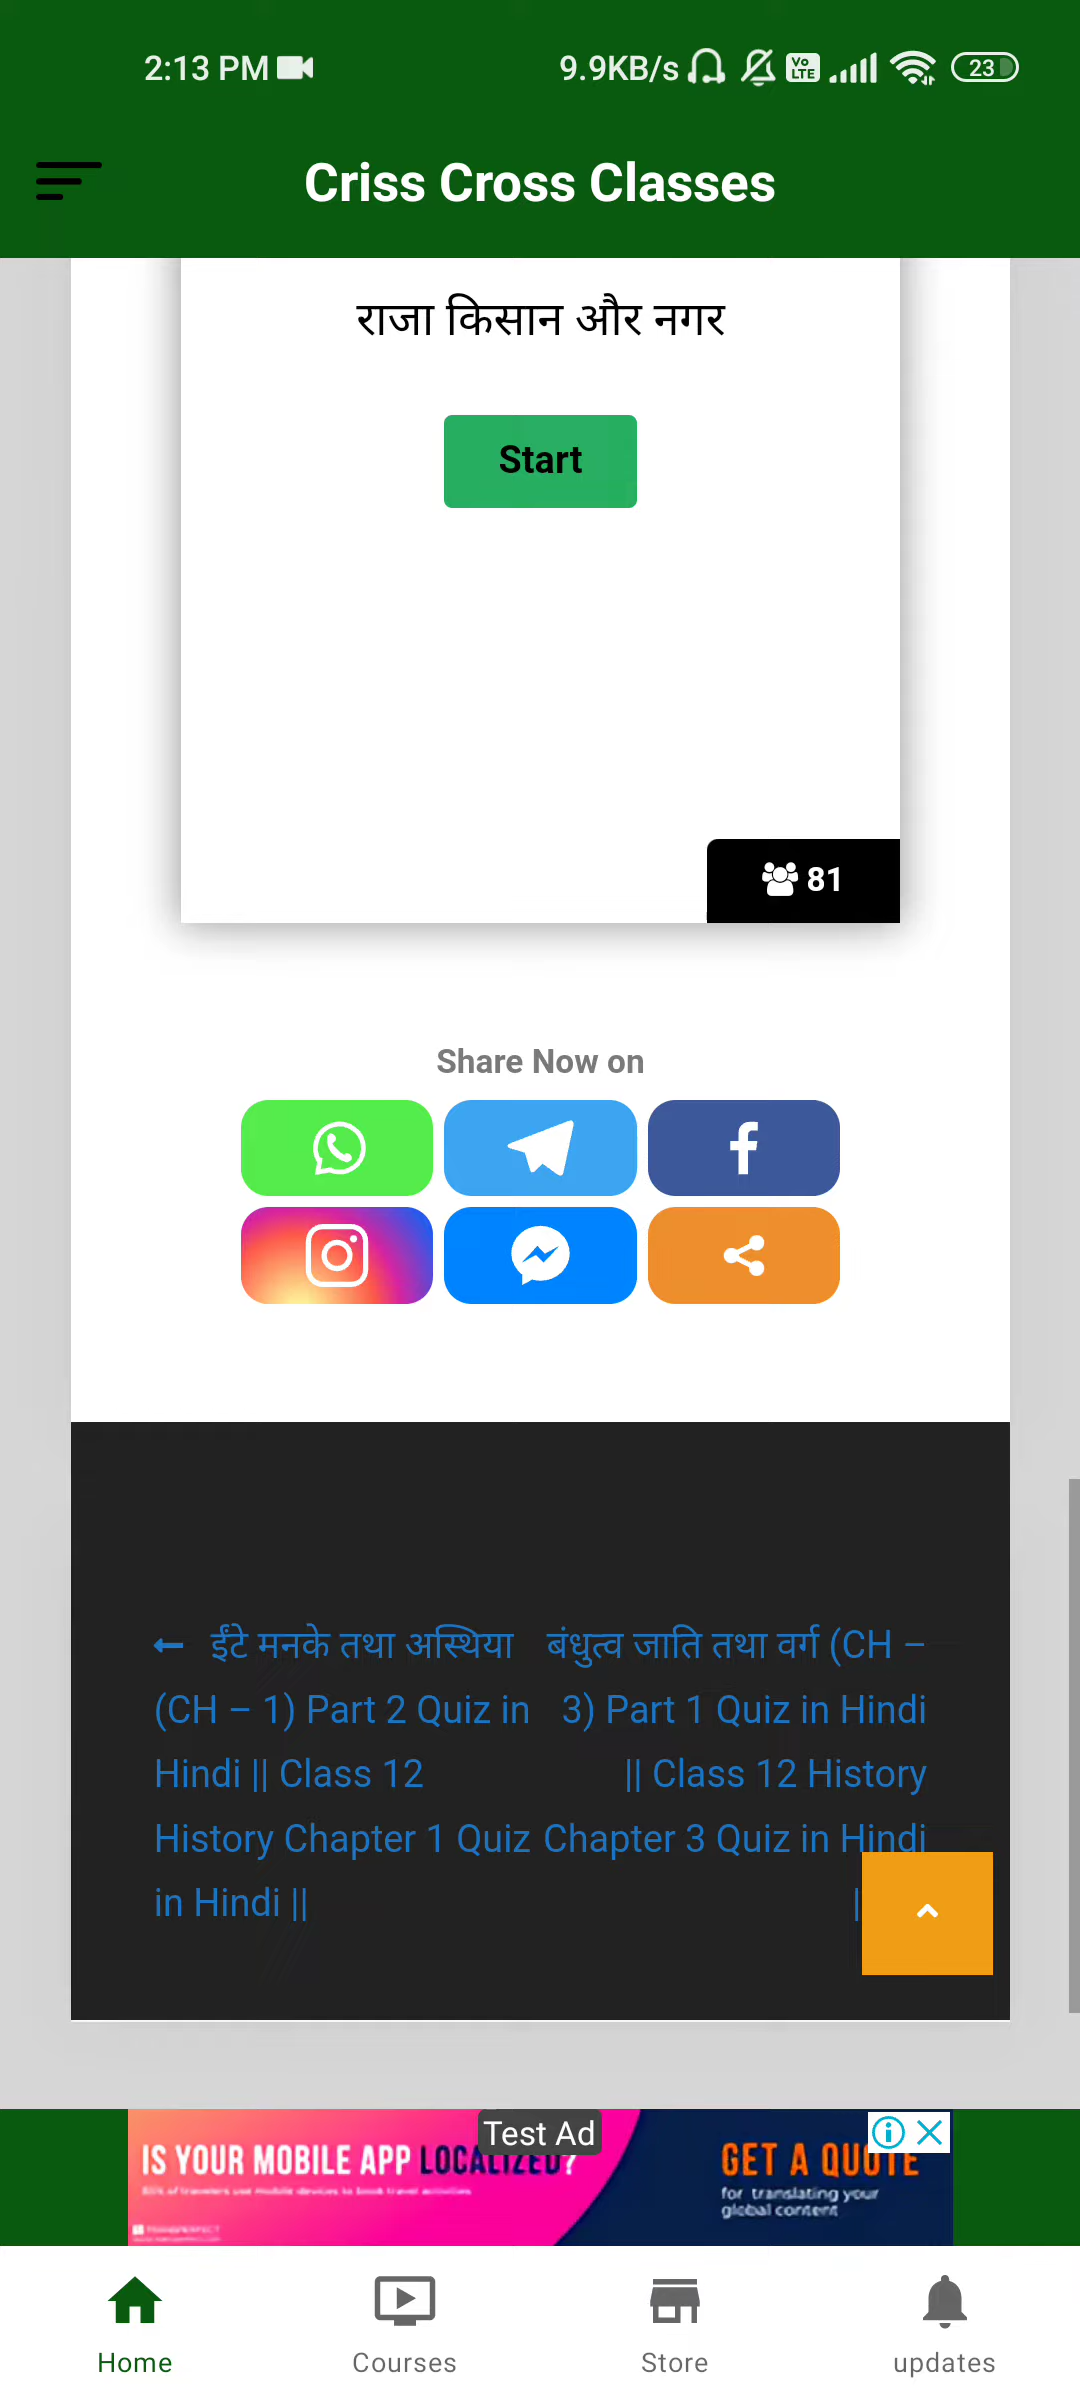 2:13 PM
9.9KB/s
Vo LTE
23
Criss Cross Classes
राजा किसान और नगर
Start
81
Share Now on
ईंटे मनके तथा अस्थिया
(CH – 1) Part 2 Quiz in
Hindi || Class 12
History Chapter 1 Quiz
in Hindi ||
बंधुत्व जाति तथा वर्ग (CH –
3) Part 1 Quiz in Hindi
|| Class 12 History
Chapter 3 Quiz in Hindi
|
Test Ad
IS YOUR MOBILE APP LOCALIZED?
GET A QUOTE
for translating your
global content
Home
Courses
Store
updates